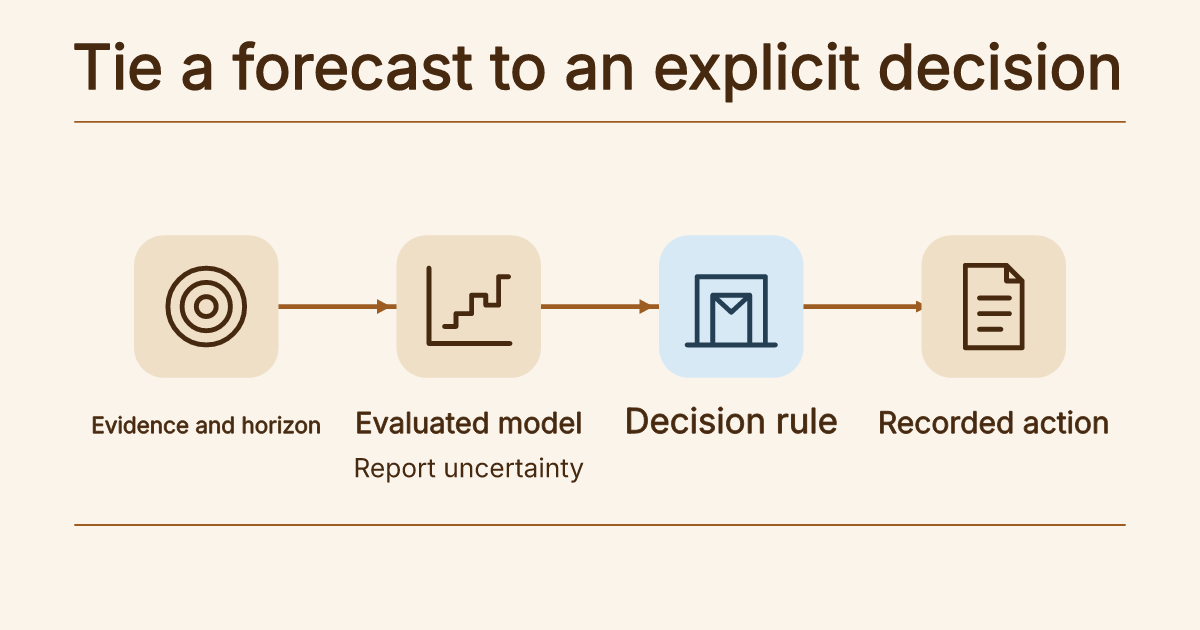 Tie a forecast to an explicit decision
Evidence and horizon
Evaluated model
Report uncertainty
Decision rule
Recorded action